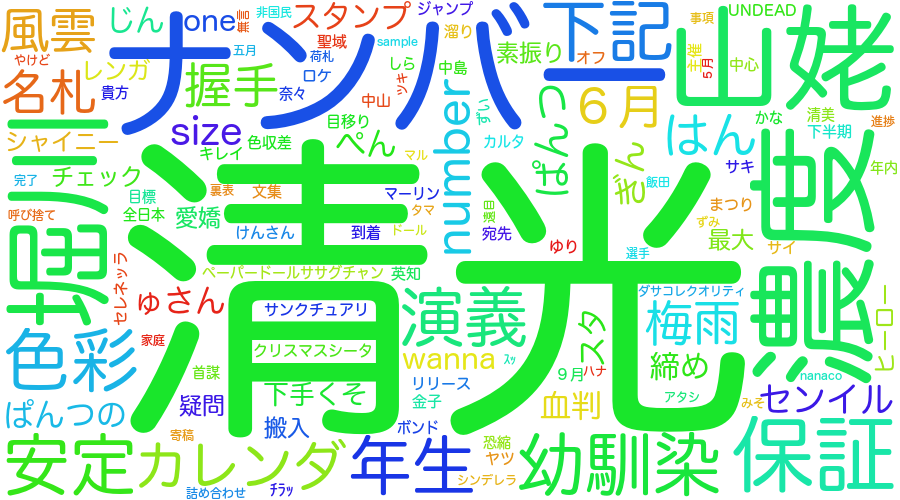 風雲
じん
ナンバー
one
熊言
非国民
スタンプ
ジャンプ
溜り
下記
主催
事項
UNDEAD
山姥
やけど
五月
聖域
荷札
sample
素振り
オフ
5月
レンガ
名札
握手
ロケ
しら
ツキ
中島
中心
貴方
奈々
中山
number
ずい
6月
かな
清美
進捗
シャイニー
size
目移り
色収差
ぺん
カルタ
ぱんつ
ぎん
はん
下半期
キレイ
マル
サキ
年内
完了
チェック
目標
裏表
文集
マーリン
飯田
濃度
呼び捨て
全日本
愛嬌
タマ
週目
まつり
堀川
清光
けんさん
到着
ドール
宛先
ずみ
最大
サイ
選手
ゆり
セレネッラ
ペーパードールササグチャン
英知
ダサコレクオリティ
ゅさん
サンクチュアリ
演義
スタ
梅雨
ヒーロー
色彩
家庭
クリスマスシータ
wanna
ｽｯ
9月
ハナ
締め
nanaco
首謀
下手くそ
リリース
アタシ
ぱんつの
疑問
金子
血判
みそ
センイル
搬入
ボンド
寄稿
恐縮
安定
カレンダー
年生
ヤツ
幼馴染
保証
詰め合わせ
ﾁﾗｯ
シンデレラ